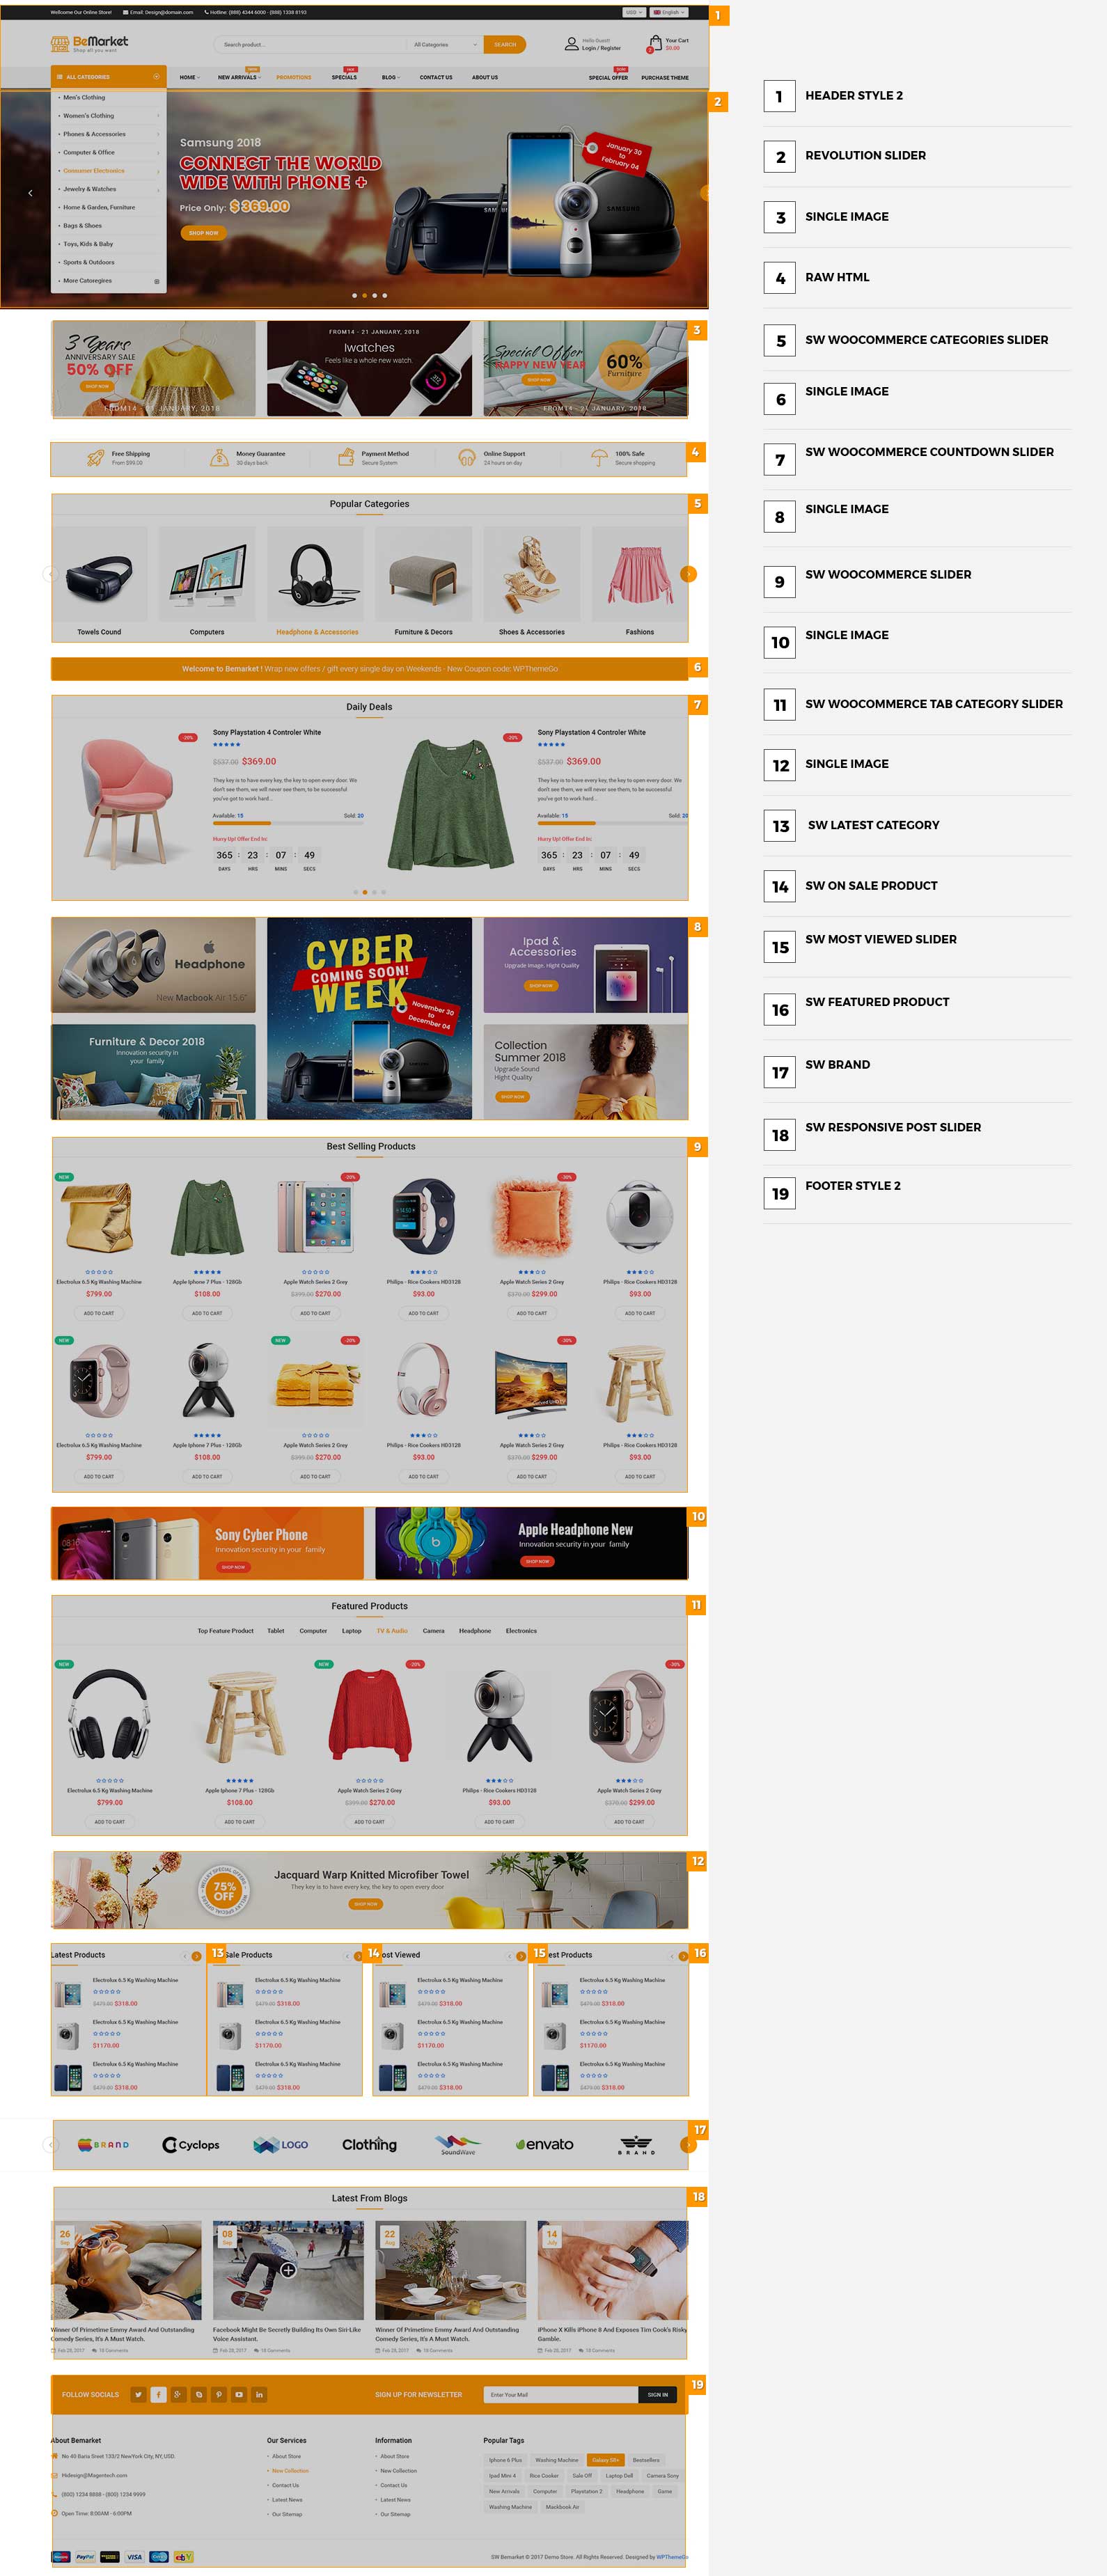 Wellcome Our Online Store! Email: Design@domain.com Hotline: (888) 4344 6000 - (888) 1338 8193 USD English
1
BeMarket
Shop all you want
Search product... All Categories SEARCH
Hello Guest!
Login / Register
2
Your Cart
$0.00
ALL CATEGORIES HOME NEW ARRIVALS PROMOTIONS SPECIALS BLOG CONTACT US ABOUT US SPECIAL OFFER PURCHASE THEME
2
Men's Clothing
Women's Clothing
Phones & Accessories
Computer & Office
Consumer Electronics
Jewelry & Watches
Home & Garden, Furniture
Bags & Shoes
Toys, Kids & Baby
Sports & Outdoors
More Catoregires
Samsung 2018
CONNECT THE WORLD
WIDE WITH PHONE +
Price Only: $369.00
SHOP NOW
January 30
to
February 04
SAMSUNG
3
3 Years
ANNIVERSARY SALE
50% OFF
SHOP NOW
FROM14 - 21 JANUARY, 2018
FROM14 - 21 JANUARY, 2018
Iwatches
Feels like a whole new watch.
Special Offer
HAPPY NEW YEAR
SHOP NOW
60%
Furniture
FROM14 - 21 JANUARY, 2018
4
Free Shipping
From $99.00
Money Guarantee
30 days back
Payment Method
Secure System
Online Support
24 hours on day
100% Safe
Secure shopping
5
Popular Categories
Towels Cound Computers Headphone & Accessories Furniture & Decors Shoes & Accessories Fashions
6
Welcome to Bemarket ! Wrap new offers / gift every single day on Weekends - New Coupon code: WPThemeGo
7
Daily Deals
-20%
Sony Playstation 4 Controler White
$537.00 $369.00
They key is to have every key, the key to open every door. We
don't see them, we will never see them, to be successful
you've got to work hard...
Available: 15 Sold: 20
Hurry Up! Offer End In:
365 : 23 : 07 : 49
DAYS HRS MINS SECS
-20%
Sony Playstation 4 Controler White
$537.00 $369.00
They key is to have every key, the key to open every door. We
don't see them, we will never see them, to be successful
you've got to work hard...
Available: 15 Sold: 20
Hurry Up! Offer End In:
365 : 23 : 07 : 49
DAYS HRS MINS SECS
8
Headphone
New Macbook Air 15.6"
CYBER
COMING SOON!
WEEK
November 30
to
December 04
Ipad &
Accessories
Upgrade Image, Hight Quality
SHOP NOW
Furniture & Decor 2018
Innovation security in
your family
Collection
Summer 2018
Upgrade Sound
Hight Quality
SHOP NOW
9
Best Selling Products
NEW -20% -30%
Electrolux 6.5 Kg Washing Machine Apple Iphone 7 Plus - 128Gb Apple Watch Series 2 Grey Philips - Rice Cookers HD3128 Apple Watch Series 2 Grey Philips - Rice Cookers HD3128
$799.00 $108.00 $399.00 $270.00 $93.00 $370.00 $299.00 $93.00
ADD TO CART ADD TO CART ADD TO CART ADD TO CART ADD TO CART ADD TO CART
NEW NEW -20% -30%
Electrolux 6.5 Kg Washing Machine Apple Iphone 7 Plus - 128Gb Apple Watch Series 2 Grey Philips - Rice Cookers HD3128 Apple Watch Series 2 Grey Philips - Rice Cookers HD3128
$799.00 $108.00 $399.00 $270.00 $93.00 $370.00 $299.00 $93.00
ADD TO CART ADD TO CART ADD TO CART ADD TO CART ADD TO CART ADD TO CART
10
Sony Cyber Phone
Innovation security in your family
SHOP NOW
Apple Headphone New
Innovation security in your family
SHOP NOW
11
Featured Products
Top Feature Product Tablet Computer Laptop TV & Audio Camera Headphone Electronics
NEW NEW -20% -30%
Electrolux 6.5 Kg Washing Machine Apple Iphone 7 Plus - 128Gb Apple Watch Series 2 Grey Philips - Rice Cookers HD3128 Apple Watch Series 2 Grey
$799.00 $108.00 $399.00 $270.00 $93.00 $370.00 $299.00
ADD TO CART ADD TO CART ADD TO CART ADD TO CART ADD TO CART
12
75%
OFF
Jacquard Warp Knitted Microfiber Towel
They key is to have every key, the key to open every door
SHOP NOW
Latest Products 13 Sale Products 14 ost Viewed 15 est Products 16
Electrolux 6.5 Kg Washing Machine Electrolux 6.5 Kg Washing Machine Electrolux 6.5 Kg Washing Machine Electrolux 6.5 Kg Washing Machine
$479.00 $318.00 $479.00 $318.00 $479.00 $318.00 $479.00 $318.00
Electrolux 6.5 Kg Washing Machine Electrolux 6.5 Kg Washing Machine Electrolux 6.5 Kg Washing Machine Electrolux 6.5 Kg Washing Machine
$1170.00 $1170.00 $1170.00 $1170.00
Electrolux 6.5 Kg Washing Machine Electrolux 6.5 Kg Washing Machine Electrolux 6.5 Kg Washing Machine Electrolux 6.5 Kg Washing Machine
$479.00 $318.00 $479.00 $318.00 $479.00 $318.00 $479.00 $318.00
17
BRAND Cyclops LOGO Clothing SoundWave envato BRAND
18
Latest From Blogs
26
Sep
08
Sep
22
Aug
14
July
Winner Of Primetime Emmy Award And Outstanding
Comedy Series, It's A Must Watch.
Feb 28, 2017 18 Comments
Facebook Might Be Secretly Building Its Own Siri-Like
Voice Assistant.
Feb 28, 2017 18 Comments
Winner Of Primetime Emmy Award And Outstanding
Comedy Series, It's A Must Watch.
Feb 28, 2017 18 Comments
iPhone X Kills iPhone 8 And Exposes Tim Cook's Risky
Gamble.
Feb 28, 2017 18 Comments
19
FOLLOW SOCIALS SIGN UP FOR NEWSLETTER Enter Your Mail SIGN IN
About Bemarket
No 40 Baria Sreet 133/2 NewYork City, NY, USD.
Hidesign@Magentech.com
(800) 1234 8888 - (800) 1234 9999
Open Time: 8:00AM - 6:00PM
Our Services
About Store
New Collection
Contact Us
Latest News
Our Sitemap
Information
About Store
New Collection
Contact Us
Latest News
Our Sitemap
Popular Tags
Iphone 6 Plus Washing Machine Galaxy S8+ Bestsellers
Ipad Mini 4 Rice Cooker Sale Off Laptop Dell Camera Sony
New Arrivals Computer Playstation 2 Headphone Game
Washing Machine Mackbook Air
PayPal VISA ebay
SW Bemarket © 2017 Demo Store. All Rights Reserved. Designed by WPThemeGo
1 HEADER STYLE 2
2 REVOLUTION SLIDER
3 SINGLE IMAGE
4 RAW HTML
5 SW WOOCOMMERCE CATEGORIES SLIDER
6 SINGLE IMAGE
7 SW WOOCOMMERCE COUNTDOWN SLIDER
8 SINGLE IMAGE
9 SW WOOCOMMERCE SLIDER
10 SINGLE IMAGE
11 SW WOOCOMMERCE TAB CATEGORY SLIDER
12 SINGLE IMAGE
13 SW LATEST CATEGORY
14 SW ON SALE PRODUCT
15 SW MOST VIEWED SLIDER
16 SW FEATURED PRODUCT
17 SW BRAND
18 SW RESPONSIVE POST SLIDER
19 FOOTER STYLE 2